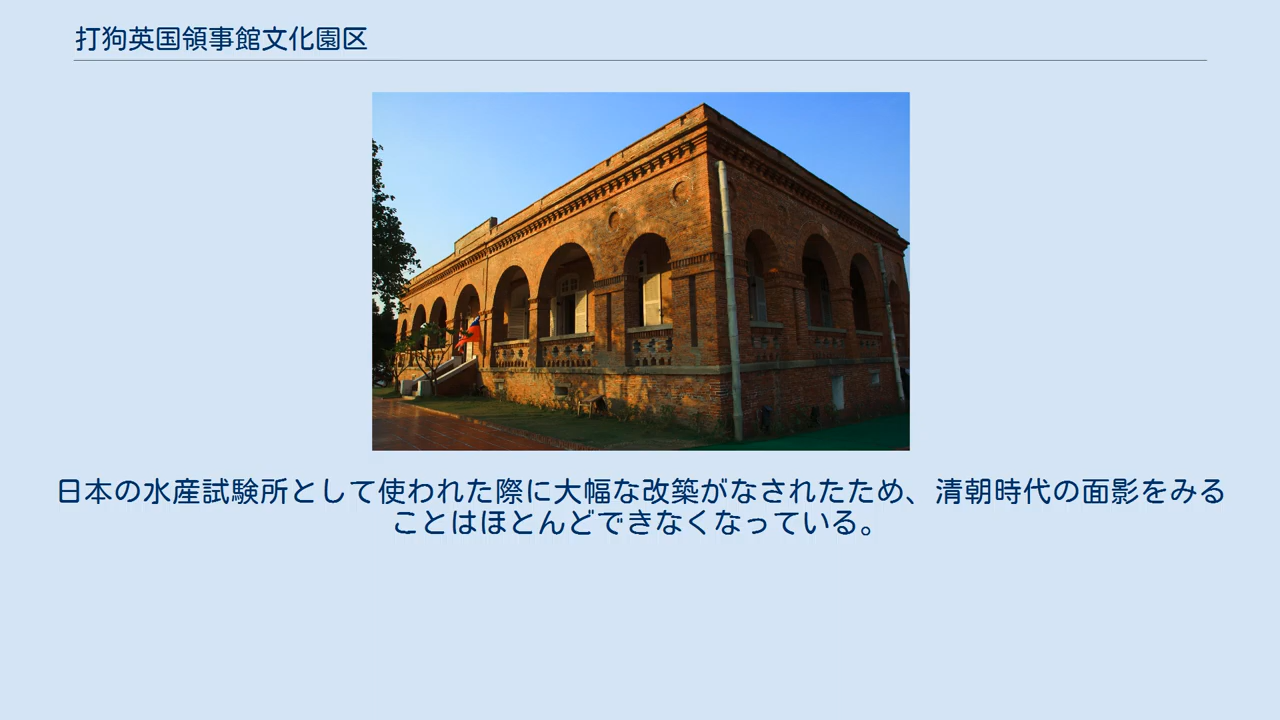 打狗英国領事館文化園区
日本の水産試験所として使われた際に大幅な改築がなされたため、清朝時代の面影をみる
ことはほとんどできなくなっている。